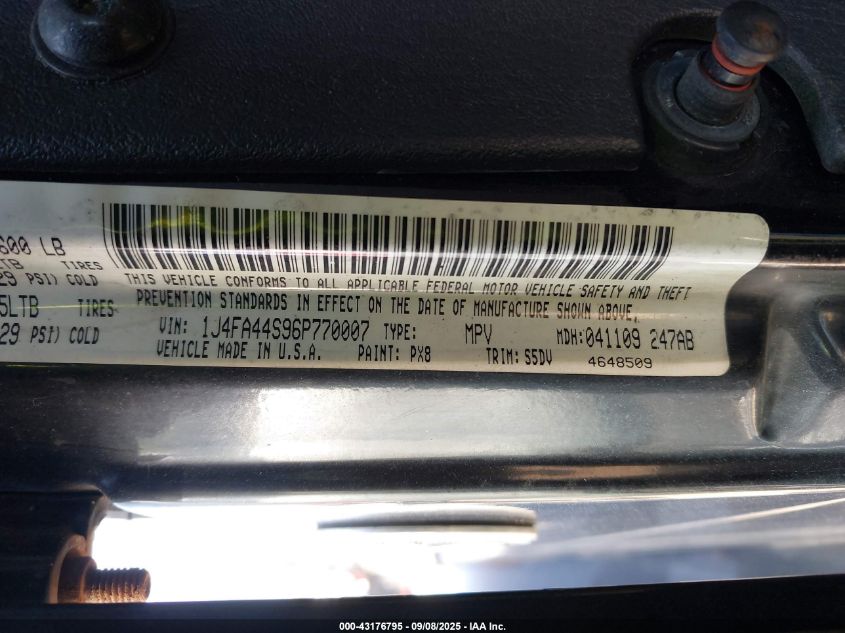 600 LB
TB TIRES
29 PSI) COLD
5LTB TIRES
29 PSI) COLD
THIS VEHICLE CONFORMS TO ALL APPLICABLE FEDERAL MOTOR VEHICLE SAFETY AND THEFT
PREVENTION STANDARDS IN EFFECT ON THE DATE OF MANUFACTURE SHOWN ABOVE.
VIN: 1J4FA44S96P770007 TYPE: MPV MDH:041109 247AB
VEHICLE MADE IN U.S.A. PAINT: PX8 TRIM: S5DV 4648509
000-43176795 - 09/08/2025 - IAA Inc.